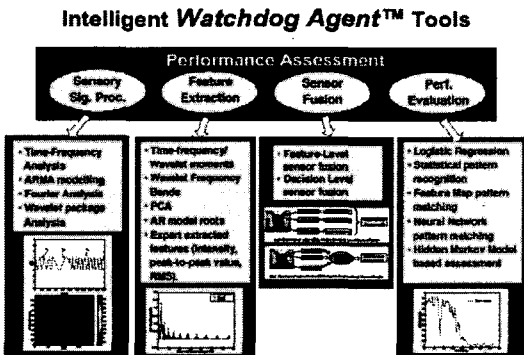 Intelligent Watchdog Agent™ Tools
Performance Assessment
Sensory
Sig. Proc.
Feature
Extraction
Sensor
Fusion
Perf.
Evaluation
• Time-Frequency
Analysis
• ARMA modelling
• Fourier Analysis
• Wavelet package
Analysis
• Time-frequency/
Wavelet moments
• Wavelet Frequency
Bands
• PCA
• AR model roots
• Expert extracted
features (intensity,
peak-to-peak value,
RMS)
• Feature-Level
sensor fusion
• Decision Level
sensor fusion
• Logistic Regression
• Statistical pattern
recognition
• Feature Map pattern
matching
• Neural Network
pattern matching
• Hidden Markov Model
based assessment